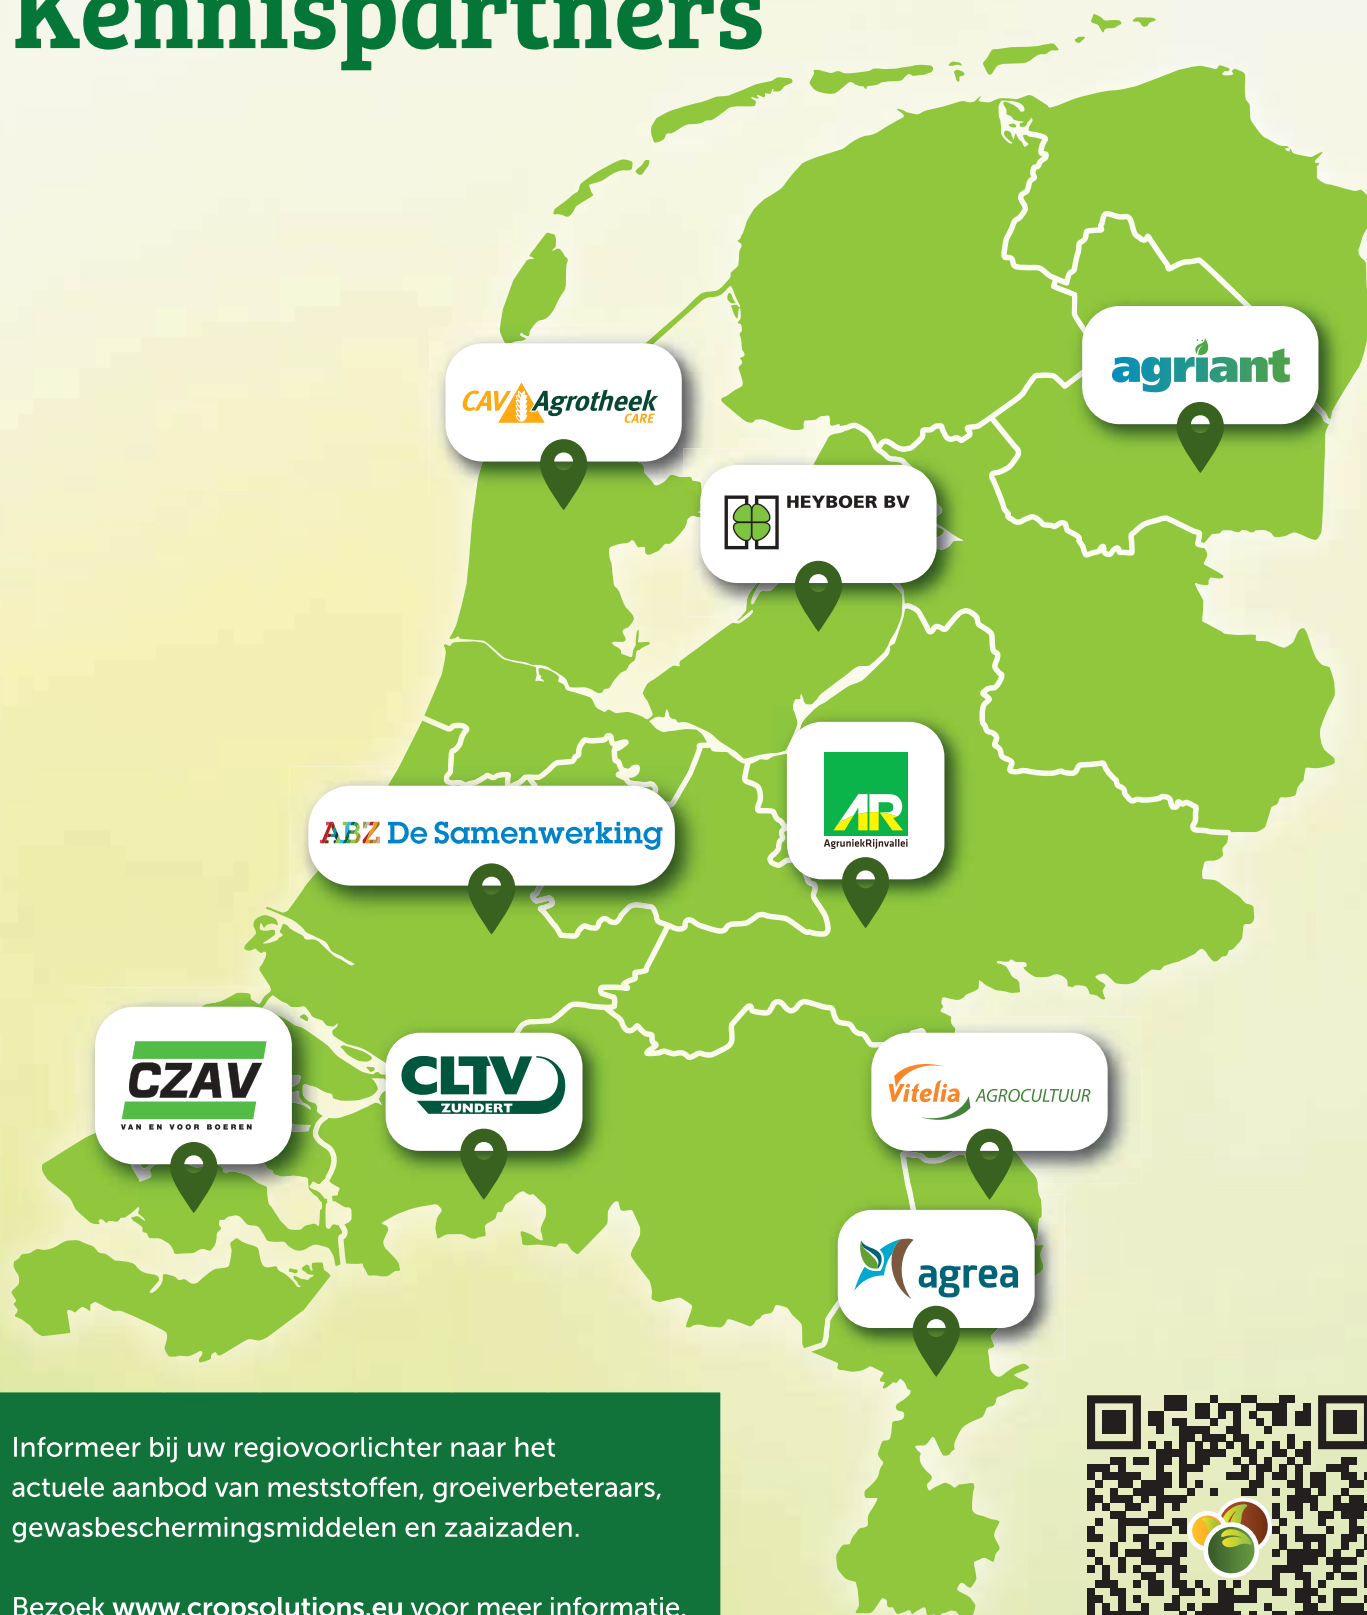 Kennispartners
agriant
CAV Agrotheek
CARE
HEYBOER BV
AR
AgruniekRijnvallei
ABZ De Samenwerking
CZAV
VAN EN VOOR BOEREN
CLTV
ZUNDERT
Vitelia AGROCULTUUR
agrea
Informeer bij uw regiovoorlichter naar het
actuele aanbod van meststoffen, groeiverbeteraars,
gewasbeschermingsmiddelen en zaaizaden.
Bezoek www.cropsolutions.eu voor meer informatie.